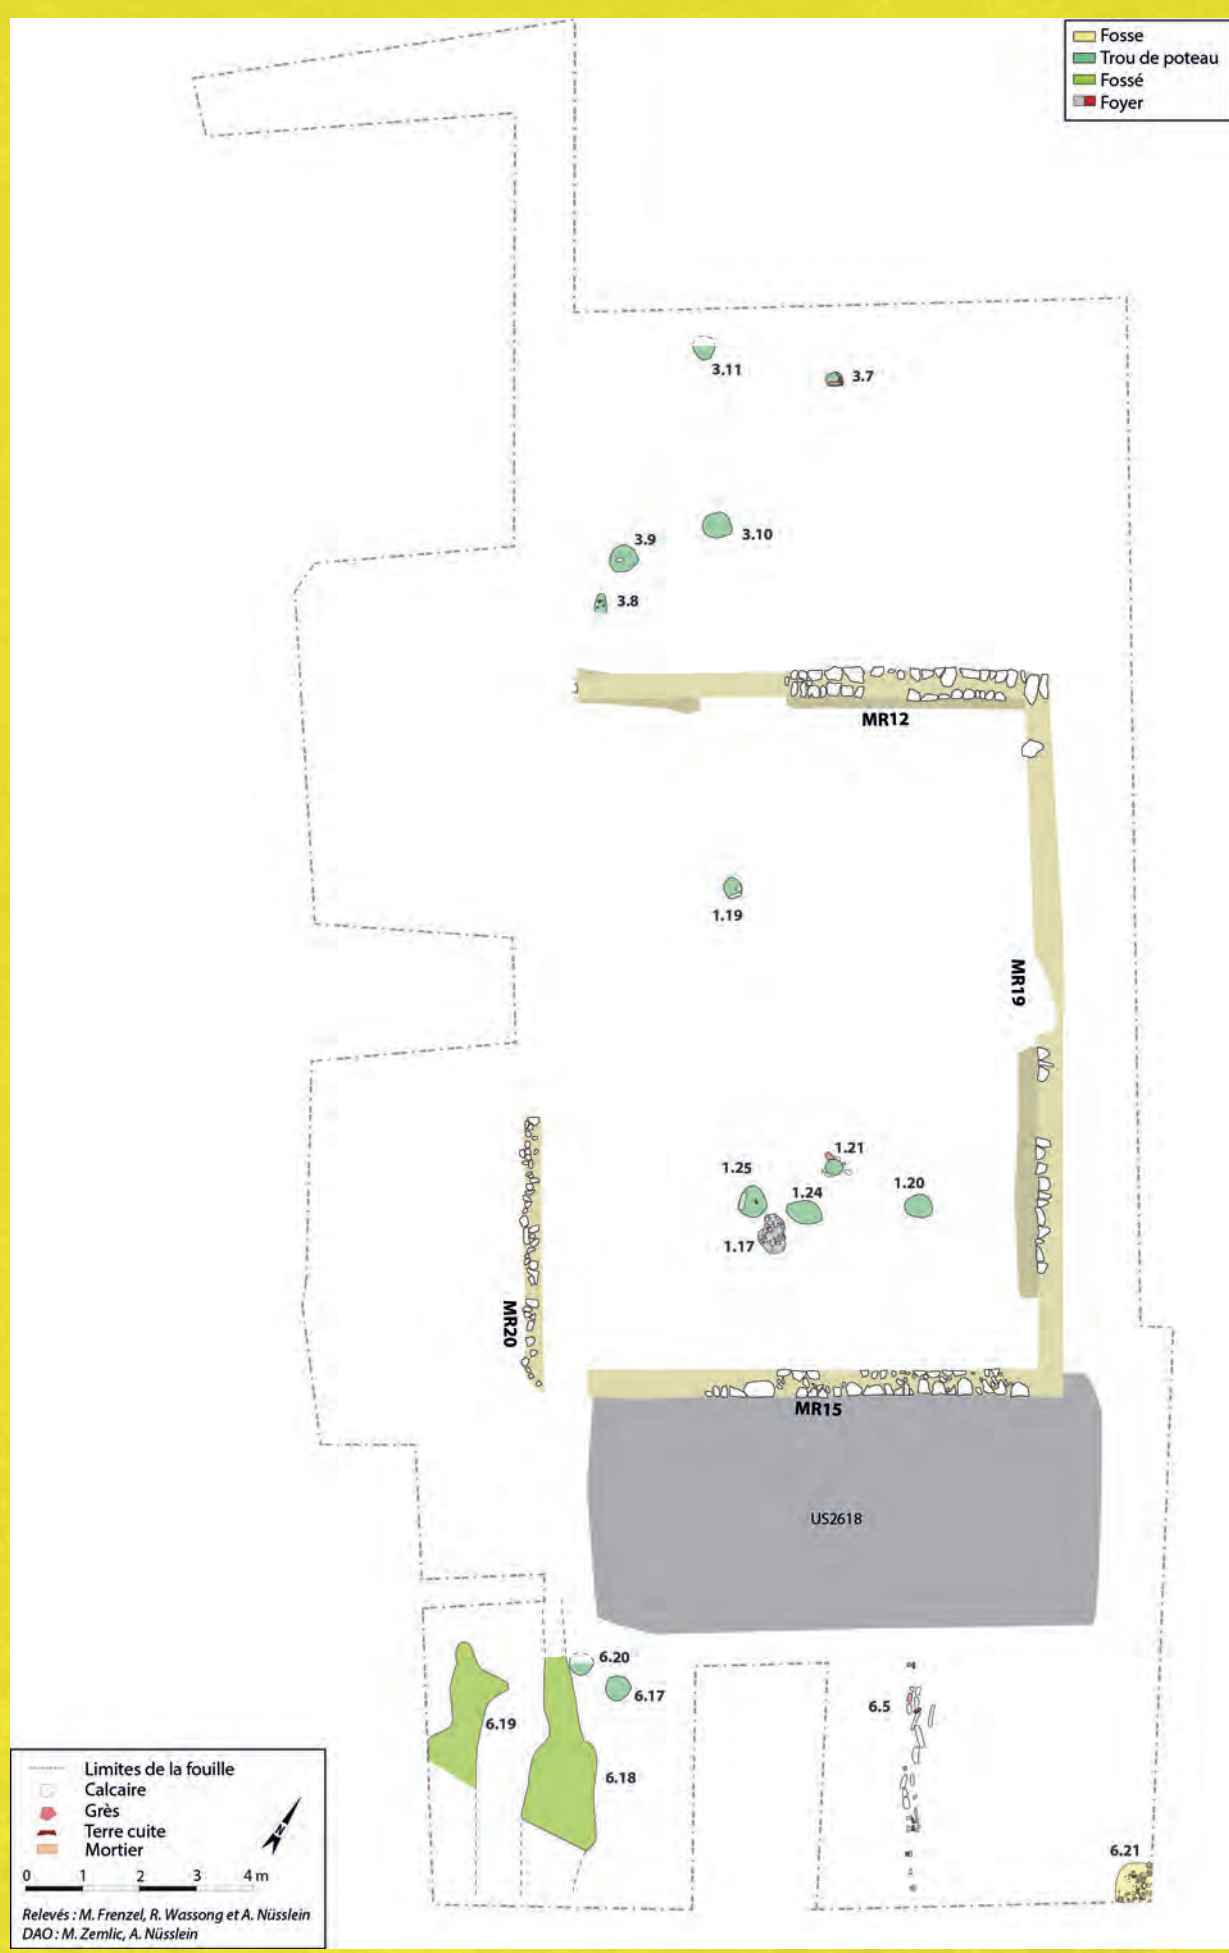 Fosse
Trou de poteau
Fossé
Foyer
3.11
3.7
3.10
3.9
3.8
MR12
1.19
MR19
1.21
1.25
1.24
1.20
1.17
MR20
MR15
US2618
6.20
6.17
6.5
6.19
6.18
6.21
Limites de la fouille
Calcaire
Grès
Terre cuite
Mortier
N
0 1 2 3 4 m
Relevés : M. Frenzel, R. Wassong et A. Nüsslein
DAO : M. Zemlic, A. Nüsslein